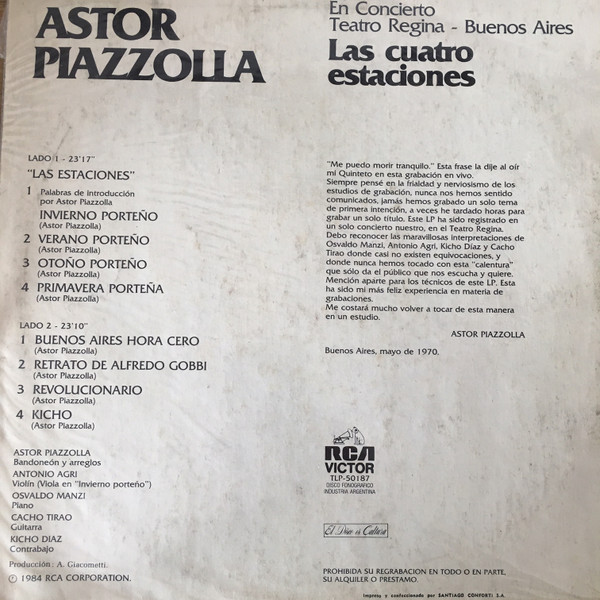 ASTOR
PIAZZOLLA
En Concierto
Teatro Regina - Buenos Aires
Las cuatro
estaciones
LADO 1 - 23'17"
"LAS ESTACIONES"
1 Palabras de introducción
por Astor Piazzolla
INVIERNO PORTEÑO
(Astor Piazzolla)
2 VERANO PORTEÑO
(Astor Piazzolla)
3 OTOÑO PORTEÑO
(Astor Piazzolla)
4 PRIMAVERA PORTEÑA
(Astor Piazzolla)
LADO 2 - 23'10"
1 BUENOS AIRES HORA CERO
(Astor Piazzolla)
2 RETRATO DE ALFREDO GOBBI
(Astor Piazzolla)
3 REVOLUCIONARIO
(Astor Piazzolla)
4 KICHO
(Astor Piazzolla)
ASTOR PIAZZOLLA
Bandoneón y arreglos
ANTONIO AGRI
Violín (Viola en "Invierno porteño")
OSVALDO MANZI
Piano
CACHO TIRAO
Guitarra
KICHO DIAZ
Contrabajo
Producción: A. Giacometti.
Ⓟ 1984 RCA CORPORATION.
"Me puedo morir tranquilo." Esta frase la dije al oír
mi Quinteto en esta grabación en vivo.
Siempre pensé en la frialdad y nerviosismo de los
estudios de grabación, nunca nos hemos sentido
comunicados, jamás hemos grabado un solo tema
de primera intención, a veces he tardado horas para
grabar un solo título. Este LP ha sido registrado en
un solo concierto nuestro, en el Teatro Regina.
Debo reconocer las maravillosas interpretaciones de
Osvaldo Manzi, Antonio Agri, Kicho Díaz y Cacho
Tirao donde casi no existen equivocaciones, y
donde nunca hemos tocado con esta "calentura"
que sólo da el público que nos escucha y quiere.
Mención aparte para los técnicos de este LP. Esta
ha sido mi más feliz experiencia en materia de
grabaciones.
Me costará mucho volver a tocar de esta manera
en un estudio.
ASTOR PIAZZOLLA
Buenos Aires, mayo de 1970.
RCA
VICTOR
TLP-50187
DISCO FONOGRAFICO
INDUSTRIA ARGENTINA
El Disco es Cultura
PROHIBIDA SU REGRABACION EN TODO O EN PARTE,
SU ALQUILER O PRESTAMO.
Impreso y confeccionado por SANTIAGO CONFORTI S.A.